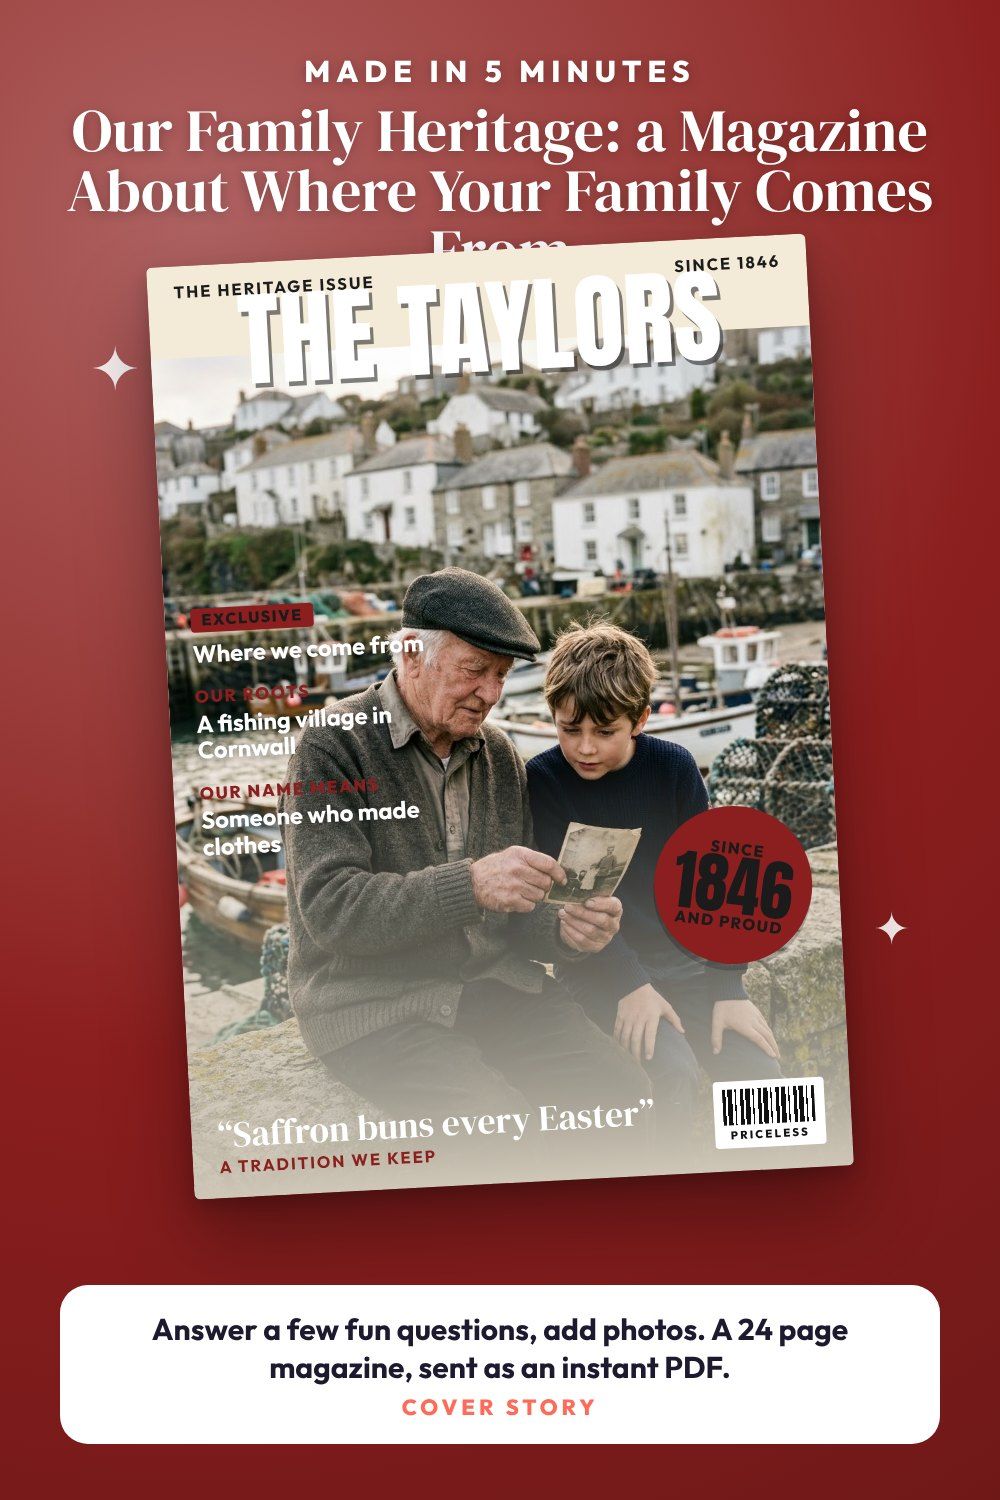 MADE IN 5 MINUTES
Our Family Heritage: a Magazine
About Where Your Family Comes
From
THE HERITAGE ISSUE
SINCE 1846
THE TAYLORS
EXCLUSIVE
Where we come from
OUR ROOTS
A fishing village in
Cornwall
OUR NAME MEANS
Someone who made
clothes
SINCE
1846
AND PROUD
“Saffron buns every Easter”
A TRADITION WE KEEP
PRICELESS
Answer a few fun questions, add photos. A 24 page
magazine, sent as an instant PDF.
COVER STORY